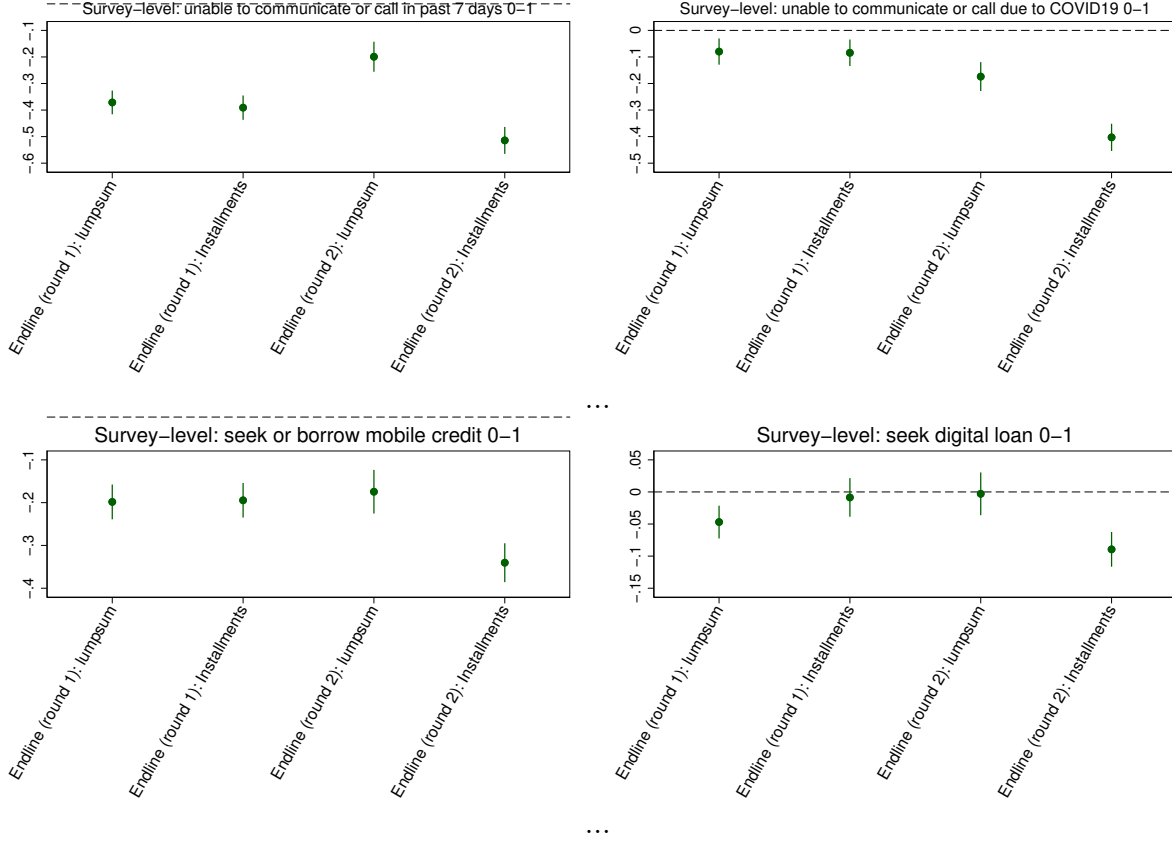 Survey−level: unable to communicate or call in past 7 days 0−1
−.1
−.2
−.3
−.4
−.5
−.6
Endline (round 1): lumpsum
Endline (round 1): Installments
Endline (round 2): lumpsum
Endline (round 2): Installments
Survey−level: unable to communicate or call due to COVID19 0−1
0
−.1
−.2
−.3
−.4
−.5
Endline (round 1): lumpsum
Endline (round 1): Installments
Endline (round 2): lumpsum
Endline (round 2): Installments
...
Survey−level: seek or borrow mobile credit 0−1
−.1
−.2
−.3
−.4
Endline (round 1): lumpsum
Endline (round 1): Installments
Endline (round 2): lumpsum
Endline (round 2): Installments
Survey−level: seek digital loan 0−1
.05
0
−.05
−.1
−.15
Endline (round 1): lumpsum
Endline (round 1): Installments
Endline (round 2): lumpsum
Endline (round 2): Installments
...